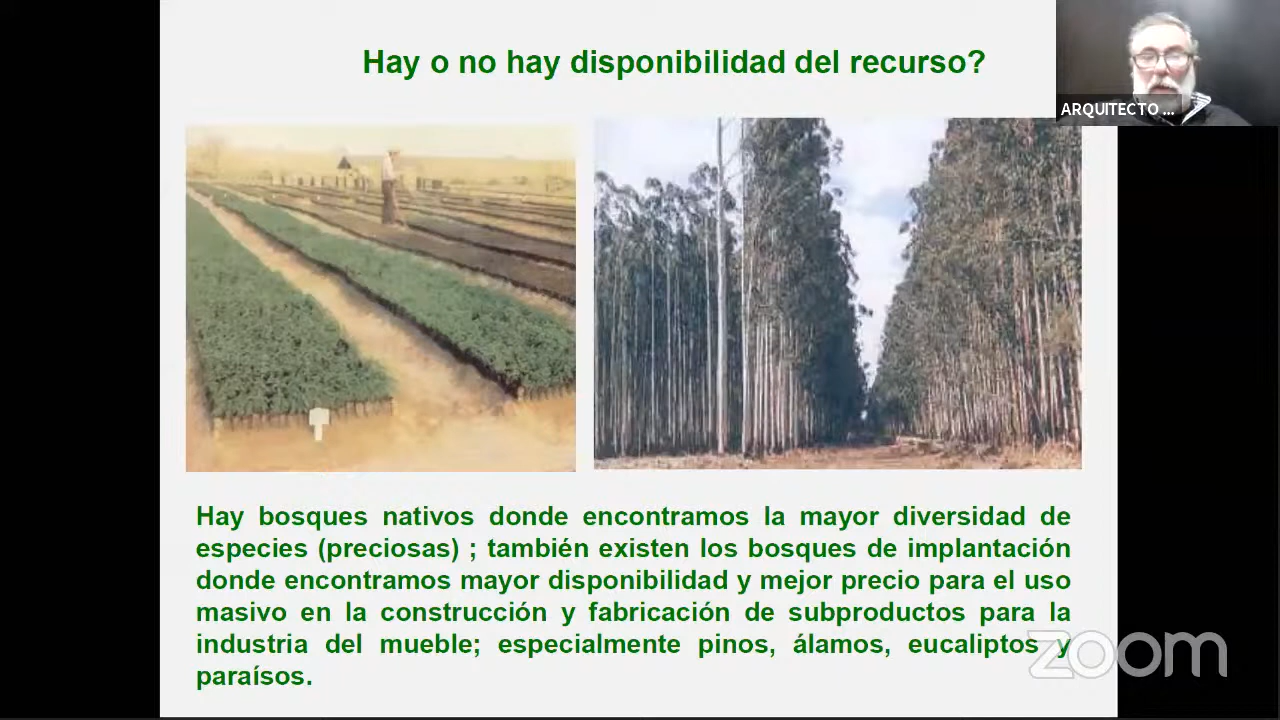 Hay o no hay disponibilidad del recurso?
ARQUITECTO ...
Hay bosques nativos donde encontramos la mayor diversidad de
especies (preciosas) ; también existen los bosques de implantación
donde encontramos mayor disponibilidad y mejor precio para el uso
masivo en la construcción y fabricación de subproductos para la
industria del mueble; especialmente pinos, álamos, eucaliptos y
paraísos.
zoom